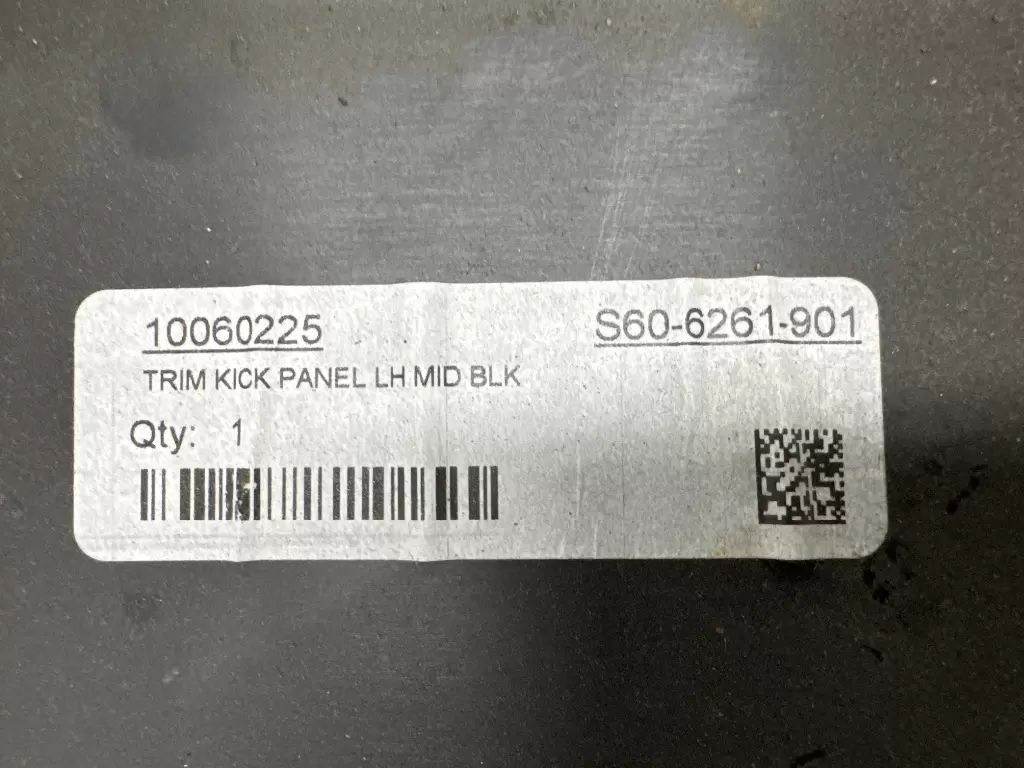 10060225 S60-6261-901
TRIM KICK PANEL LH MID BLK
Qty: 1